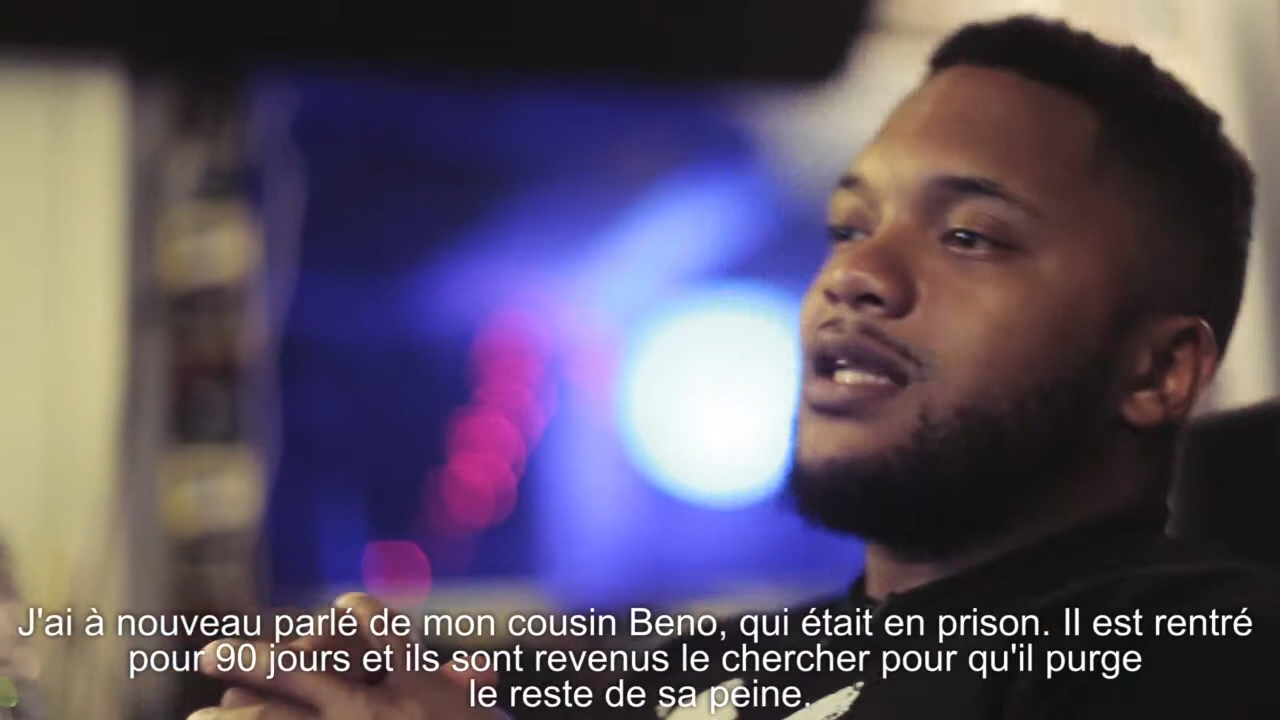 J'ai à nouveau parlé de mon cousin Beno, qui était en prison. Il est rentré
pour 90 jours et ils sont revenus le chercher pour qu'il purge
le reste de sa peine.